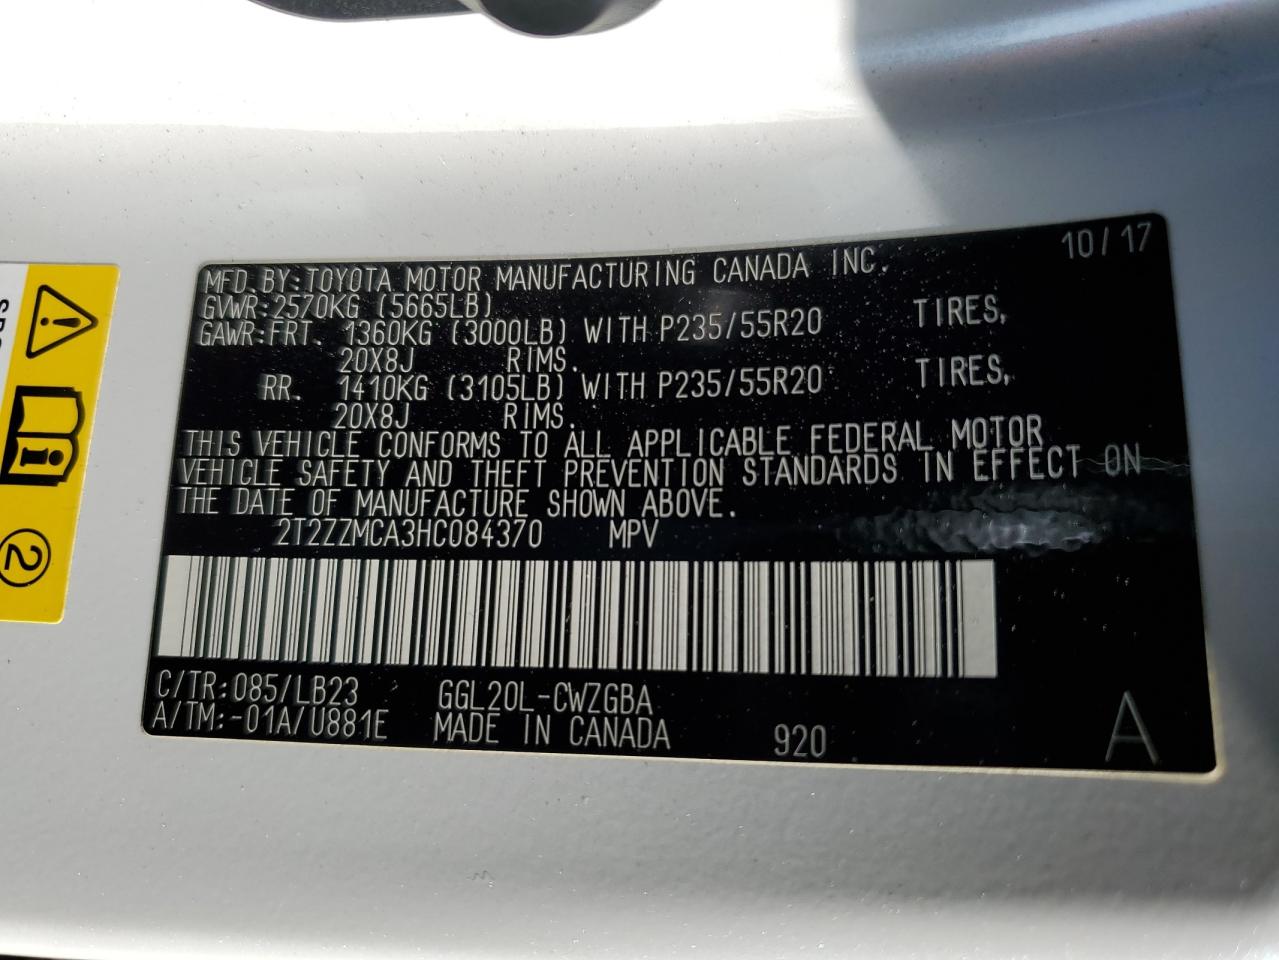 10/17
MFD BY:TOYOTA MOTOR MANUFACTURING CANADA INC.
GVWR:2570KG (5665LB)
GAWR:FRT. 1360KG (3000LB) WITH P235/55R20 TIRES,
20X8J RIMS.
RR. 1410KG (3105LB) WITH P235/55R20 TIRES,
20X8J RIMS.
THIS VEHICLE CONFORMS TO ALL APPLICABLE FEDERAL MOTOR
VEHICLE SAFETY AND THEFT PREVENTION STANDARDS IN EFFECT ON
THE DATE OF MANUFACTURE SHOWN ABOVE.
2T2ZZMCA3HC084370 MPV
C/TR:085/LB23 GGL20L-CWZGBA
A/TM:-01A/U881E MADE IN CANADA 920 A
2